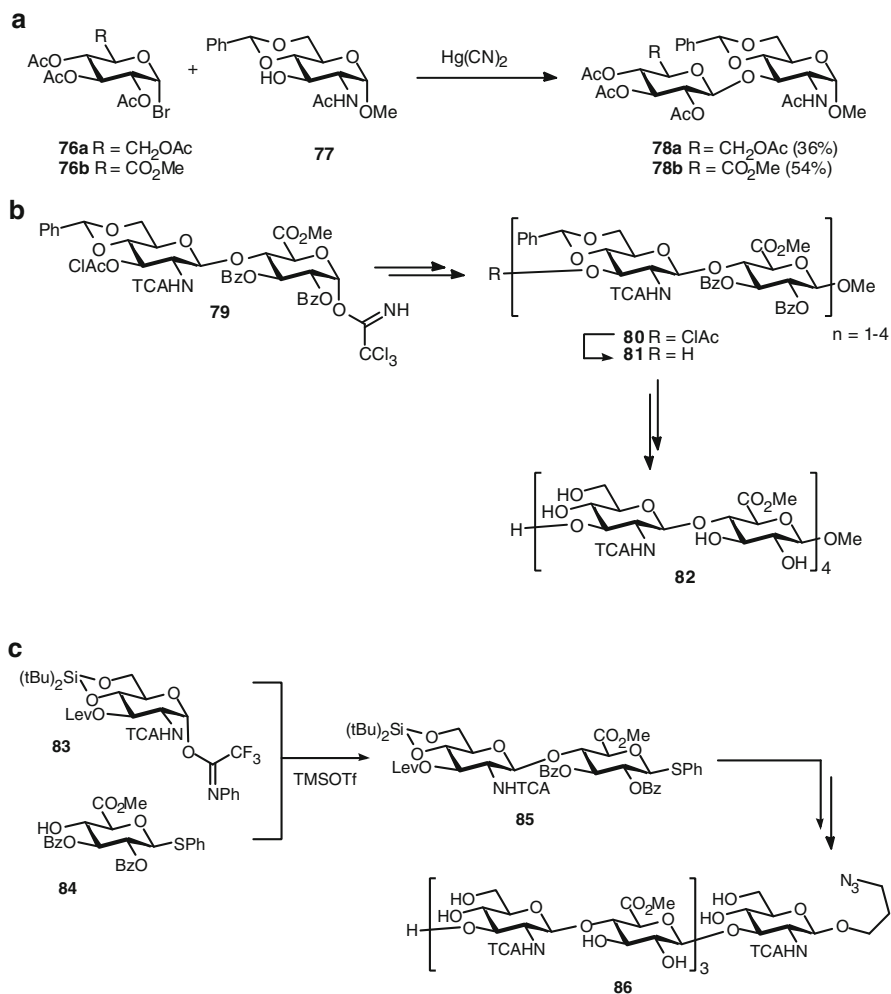 a
R
AcO
O
AcO
AcO
Br
+
Ph
O
O
O
HO
AcHN
OMe
Hg(CN)2
R
AcO
O
AcO
AcO
O
Ph
O
O
O
AcHN
OMe
76a R = CH2OAc
76b R = CO2Me
77
78a R = CH2OAc (36%)
78b R = CO2Me (54%)
b
Ph
O
O
O
ClAcO
TCAHN
O
CO2Me
O
BzO
BzO
O
NH
CCl3
79
Ph
O
O
O
R
O
TCAHN
O
CO2Me
O
BzO
OBz
OMe
n = 1-4
80 R = ClAc
81 R = H
HO
HO
O
H
O
TCAHN
O
CO2Me
O
HO
OH
OMe
4
82
c
(tBu)2Si
O
O
O
LevO
TCAHN
O
CF3
NPh
83
CO2Me
HO
O
BzO
BzO
SPh
84
TMSOTf
(tBu)2Si
O
O
O
LevO
NHTCA
O
CO2Me
O
BzO
OBz
SPh
85
HO
HO
O
H
O
TCAHN
O
CO2Me
O
HO
OH
3
HO
HO
O
O
TCAHN
O
N3
86